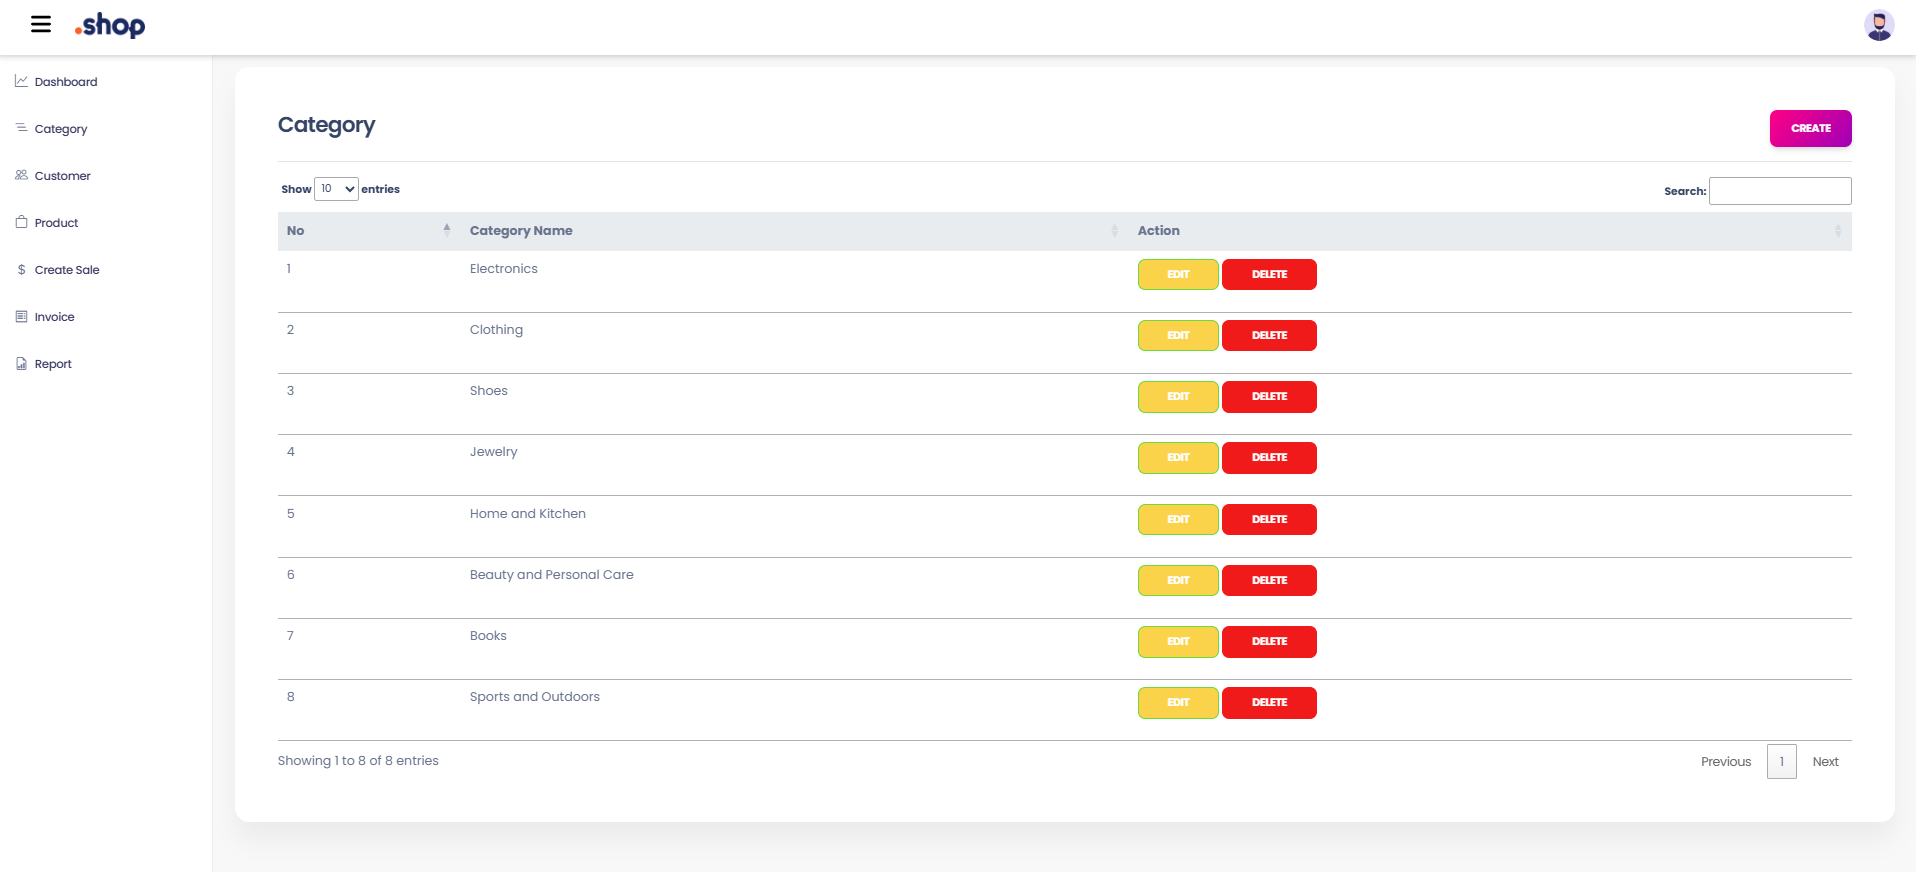 .shop
Dashboard
Category
Customer
Product
$ Create Sale
Invoice
Report
Category
CREATE
Show 10 entries
Search:
No Category Name Action
1 Electronics EDIT DELETE
2 Clothing EDIT DELETE
3 Shoes EDIT DELETE
4 Jewelry EDIT DELETE
5 Home and Kitchen EDIT DELETE
6 Beauty and Personal Care EDIT DELETE
7 Books EDIT DELETE
8 Sports and Outdoors EDIT DELETE
Showing 1 to 8 of 8 entries
Previous 1 Next